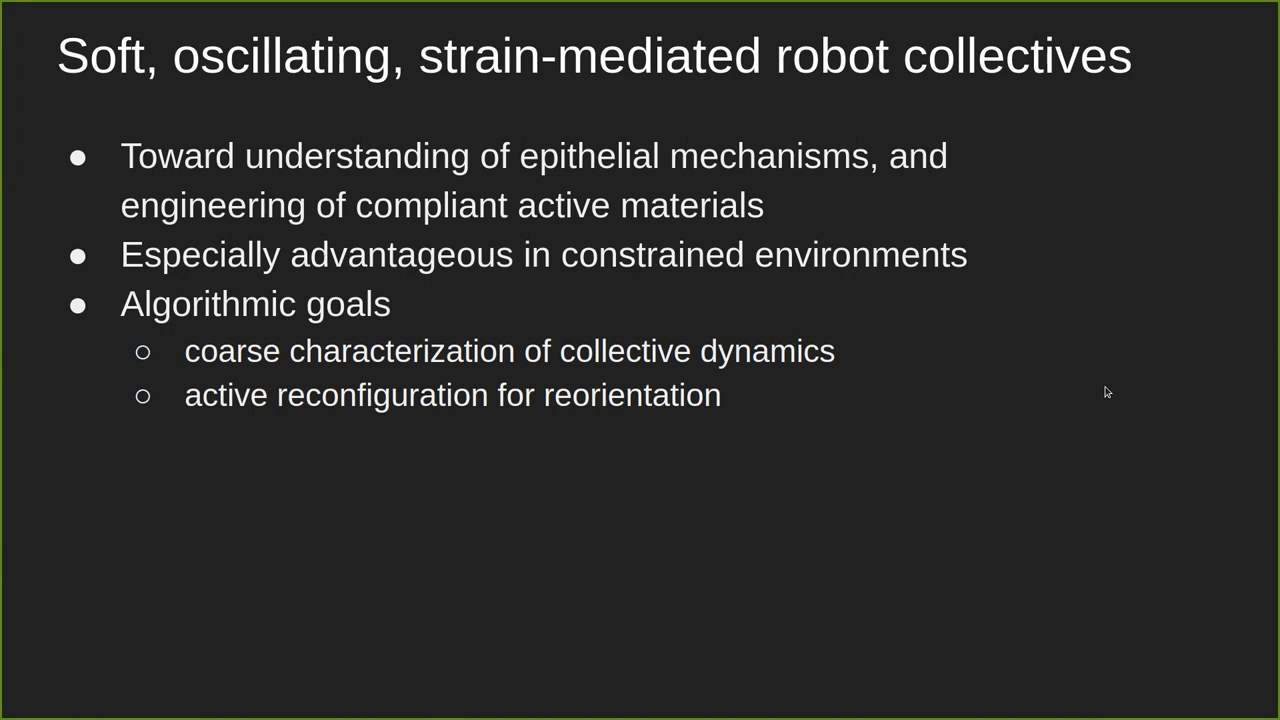 Soft, oscillating, strain-mediated robot collectives
● Toward understanding of epithelial mechanisms, and
engineering of compliant active materials
● Especially advantageous in constrained environments
● Algorithmic goals
○ coarse characterization of collective dynamics
○ active reconfiguration for reorientation